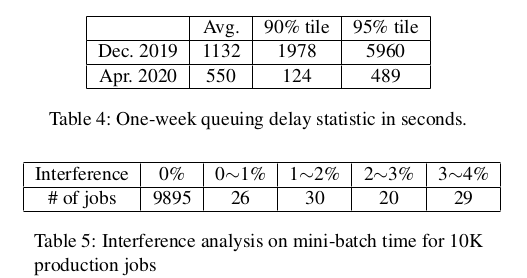 Avg. 90% tile 95% tile
Dec. 2019 1132 1978 5960
Apr. 2020 550 124 489
Table 4: One-week queuing delay statistic in seconds.
Interference 0% 0∼1% 1∼2% 2∼3% 3∼4%
# of jobs 9895 26 30 20 29
Table 5: Interference analysis on mini-batch time for 10K
production jobs